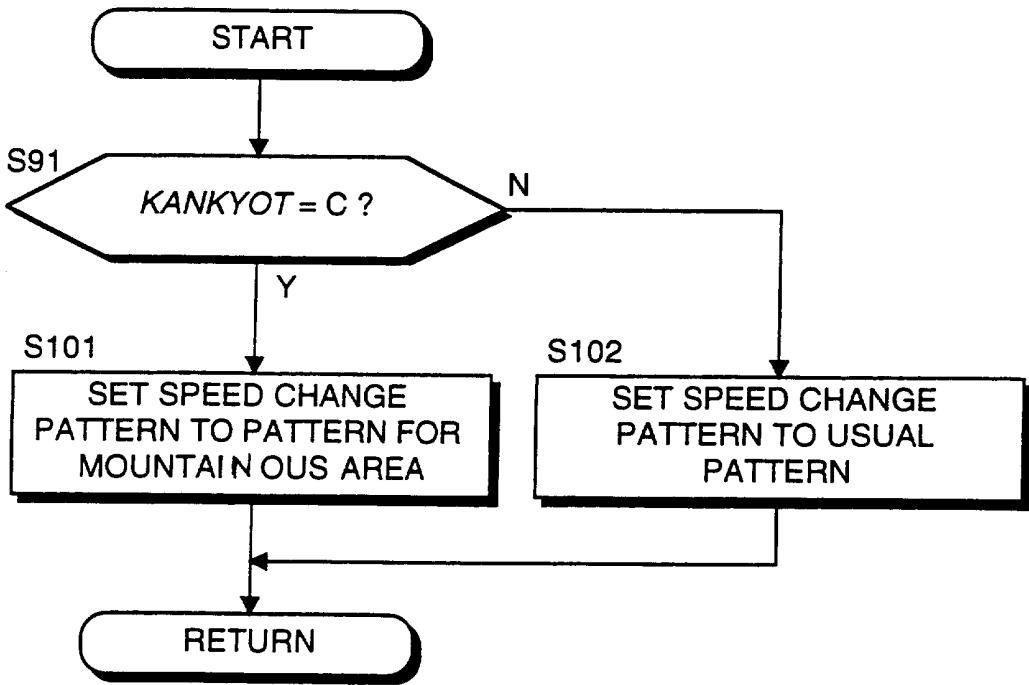 START
S91
KANKYOT = C ?
N
Y
S101
SET SPEED CHANGE
PATTERN TO PATTERN FOR
MOUNTAIN OUS AREA
S102
SET SPEED CHANGE
PATTERN TO USUAL
PATTERN
RETURN